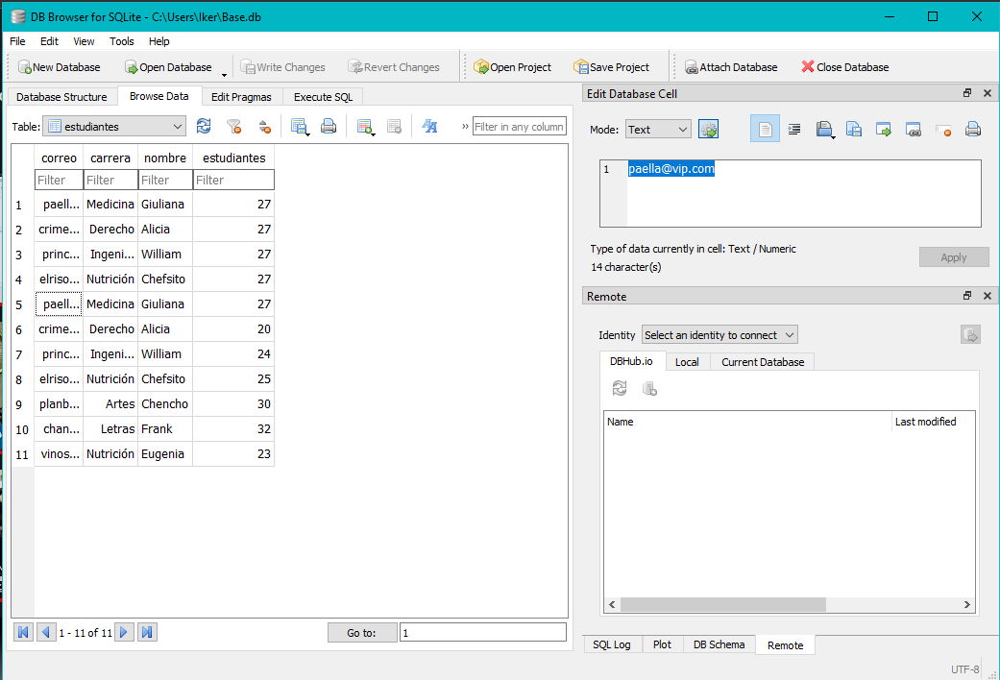 DB Browser for SQLite - C:\Users\Iker\Base.db
File Edit View Tools Help
New Database Open Database Write Changes Revert Changes Open Project Save Project Attach Database Close Database
Database Structure Browse Data Edit Pragmas Execute SQL
Table: estudiantes » Filter in any column
correo carrera nombre estudiantes
Filter Filter Filter Filter
1 paell... Medicina Giuliana 27
2 crime... Derecho Alicia 27
3 princ... Ingeni... William 27
4 elriso... Nutrición Chefsito 27
5 paell... Medicina Giuliana 27
6 crime... Derecho Alicia 20
7 princ... Ingeni... William 24
8 elriso... Nutrición Chefsito 25
9 planb... Artes Chencho 30
10 chan... Letras Frank 32
11 vinos... Nutrición Eugenia 23
1 - 11 of 11 Go to: 1
Edit Database Cell
Mode: Text
1 paella@vip.com
Type of data currently in cell: Text / Numeric
14 character(s)
Apply
Remote
Identity Select an identity to connect
DBHub.io Local Current Database
Name Last modified
SQL Log Plot DB Schema Remote
UTF-8